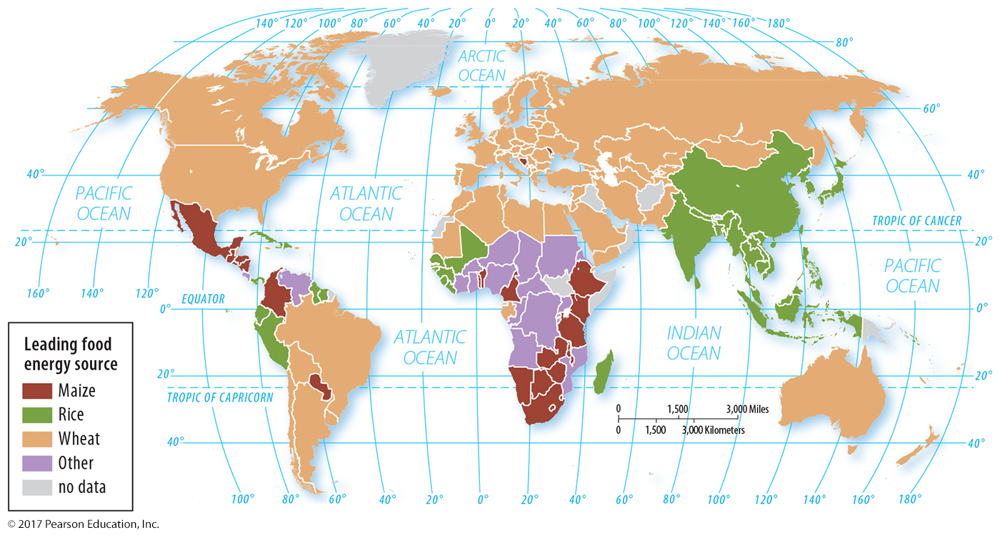 140° 120° 100° 80° 60° 40° 20° 0° 20° 40° 60° 80° 100° 120° 140° 160° 180°
80°
ARCTIC
OCEAN
60°
40°
40°
PACIFIC
OCEAN
ATLANTIC
OCEAN
TROPIC OF CANCER
20°
20°
PACIFIC
OCEAN
160° 140° 120°
EQUATOR
0°
0°
ATLANTIC
OCEAN
INDIAN
OCEAN
20°
20°
TROPIC OF CAPRICORN
0 1,500 3,000 Miles
0 1,500 3,000 Kilometers
40°
40°
100° 80° 60° 40° 20° 0° 20° 40° 60° 80° 100° 120° 140° 160° 180°
Leading food
energy source
Maize
Rice
Wheat
Other
no data
© 2017 Pearson Education, Inc.